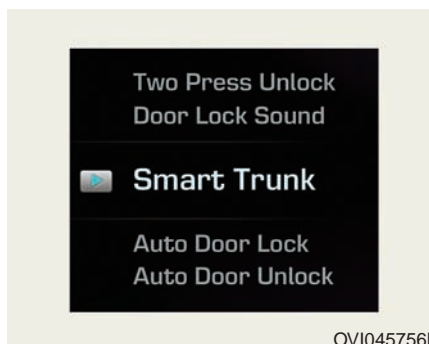 Two Press Unlock
Door Lock Sound
Smart Trunk
Auto Door Lock
Auto Door Unlock